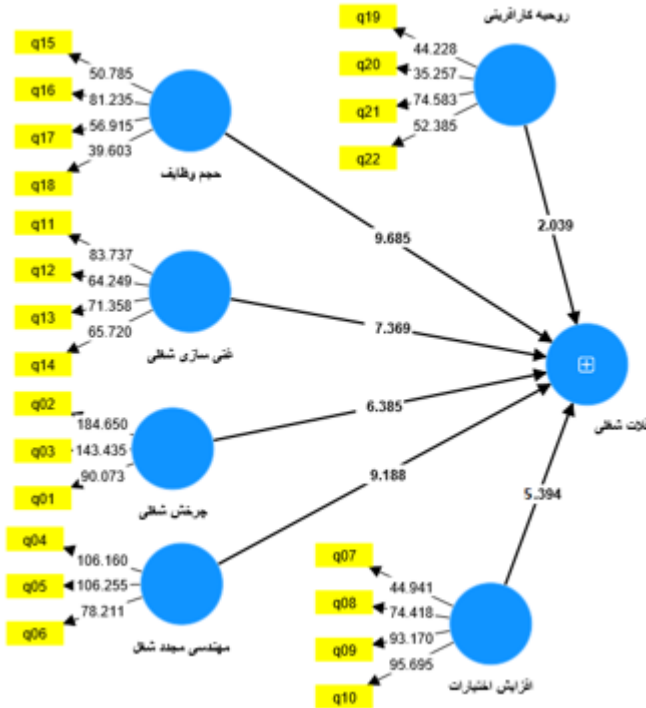 q15
50.785
q16
81.235
q17
56.915
q18
39.603
حجم وظایف
روحیه کارافرینی
q19
44.228
q20
35.257
q21
74.583
q22
52.385
9.685
2.039
q11
83.737
q12
64.249
q13
71.358
q14
65.720
غنی سازی شغلی
7.369
فلات شغلی
q02
184.650
q03
143.435
q01
90.073
چرخش شغلی
6.385
9.188
5.394
q04
106.160
q05
106.255
q06
78.211
مهندسی مجدد شغل
q07
44.941
q08
74.418
q09
93.170
q10
95.695
افزایش اختیارات